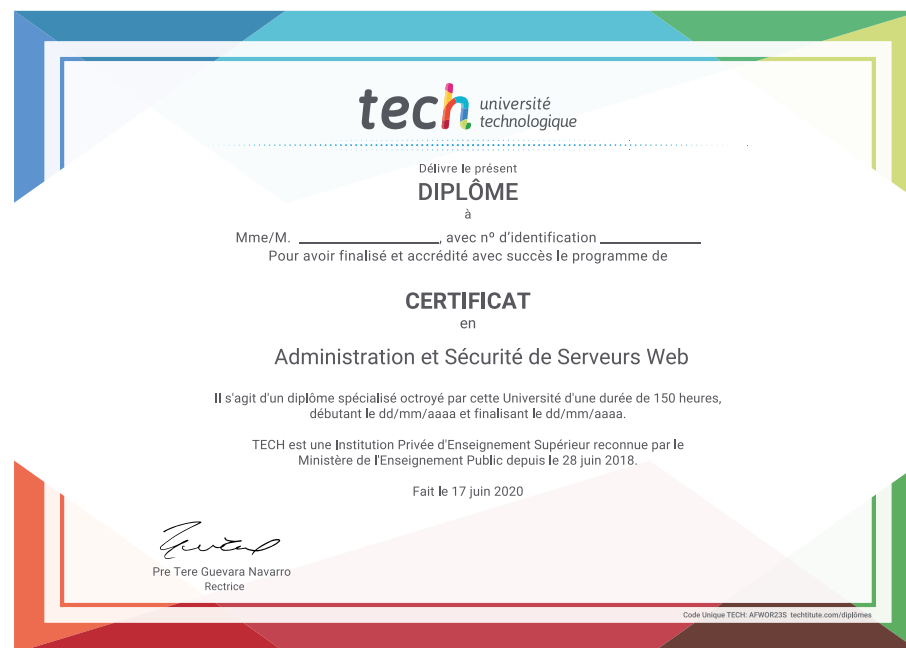 tech université
technologique
Délivre le présent
DIPLÔME
à
Mme/M. ____________________, avec nº d'identification ______________
Pour avoir finalisé et accrédité avec succès le programme de
CERTIFICAT
en
Administration et Sécurité de Serveurs Web
Il s'agit d'un diplôme spécialisé octroyé par cette Université d'une durée de 150 heures,
débutant le dd/mm/aaaa et finalisant le dd/mm/aaaa.
TECH est une Institution Privée d'Enseignement Supérieur reconnue par le
Ministère de l'Enseignement Public depuis le 28 juin 2018.
Fait le 17 juin 2020
Pre Tere Guevara Navarro
Rectrice
Code Unique TECH: AFWOR23S techtitute.com/diplômes